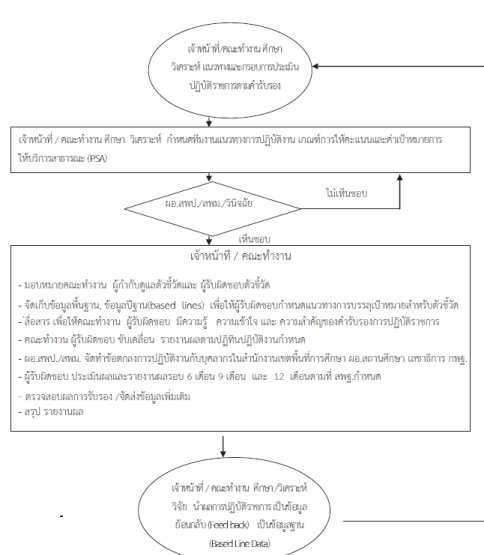 เจ้าหน้าที่/คณะทำงาน ศึกษา
วิเคราะห์ แนวทางและกรอบการประเมิน
ปฏิบัติราชการตามคำรับรอง
เจ้าหน้าที่ / คณะทำงาน ศึกษา วิเคราะห์ กำหนดทีมงานแนวทางการปฏิบัติงาน เกณฑ์การให้คะแนนและค่าเป้าหมายการ
ให้บริการสาธารณะ (PSA)
ผอ.สพป./สพม./วินิจฉัย
ไม่เห็นชอบ
เห็นชอบ
เจ้าหน้าที่ / คณะทำงาน
- มอบหมายคณะทำงาน ผู้กำกับดูแลตัวชี้วัดและ ผู้รับผิดชอบตัวชี้วัด
- จัดเก็บข้อมูลพื้นฐาน, ข้อมูลปีฐาน(based lines) เพื่อให้ผู้รับผิดชอบกำหนดแนวทางการบรรลุเป้าหมายสำหรับตัวชี้วัด
- สื่อสาร เพื่อให้คณะทำงาน ผู้รับผิดชอบ มีความรู้ ความเข้าใจ และ ความสำคัญของคำรับรองการปฏิบัติราชการ
- คณะทำงาน ผู้รับผิดชอบ ขับเคลื่อน รายงานผลตามปฏิทินปฏิบัติงานกำหนด
- ผอ.สพป./สพม. จัดทำข้อตกลงการปฏิบัติงานกับบุคลากรในสำนักงานเขตพื้นที่การศึกษา ผอ.สถานศึกษา เลขาธิการ กพฐ.
- ผู้รับผิดชอบ ประเมินผลและรายงานผลรอบ 6 เดือน 9 เดือน และ 12 เดือนตามที่ สพฐ.กำหนด
- ตรวจสอบผลการรับรอง /จัดส่งข้อมูลเพิ่มเติม
- สรุป รายงานผล
เจ้าหน้าที่ / คณะทำงาน ศึกษา /วิเคราะห์
วิจัย นำผลการปฏิบัติราชการ เป็นข้อมูล
ย้อนกลับ (Feed back) เป็นข้อมูลฐาน
(Based Line Data)
-